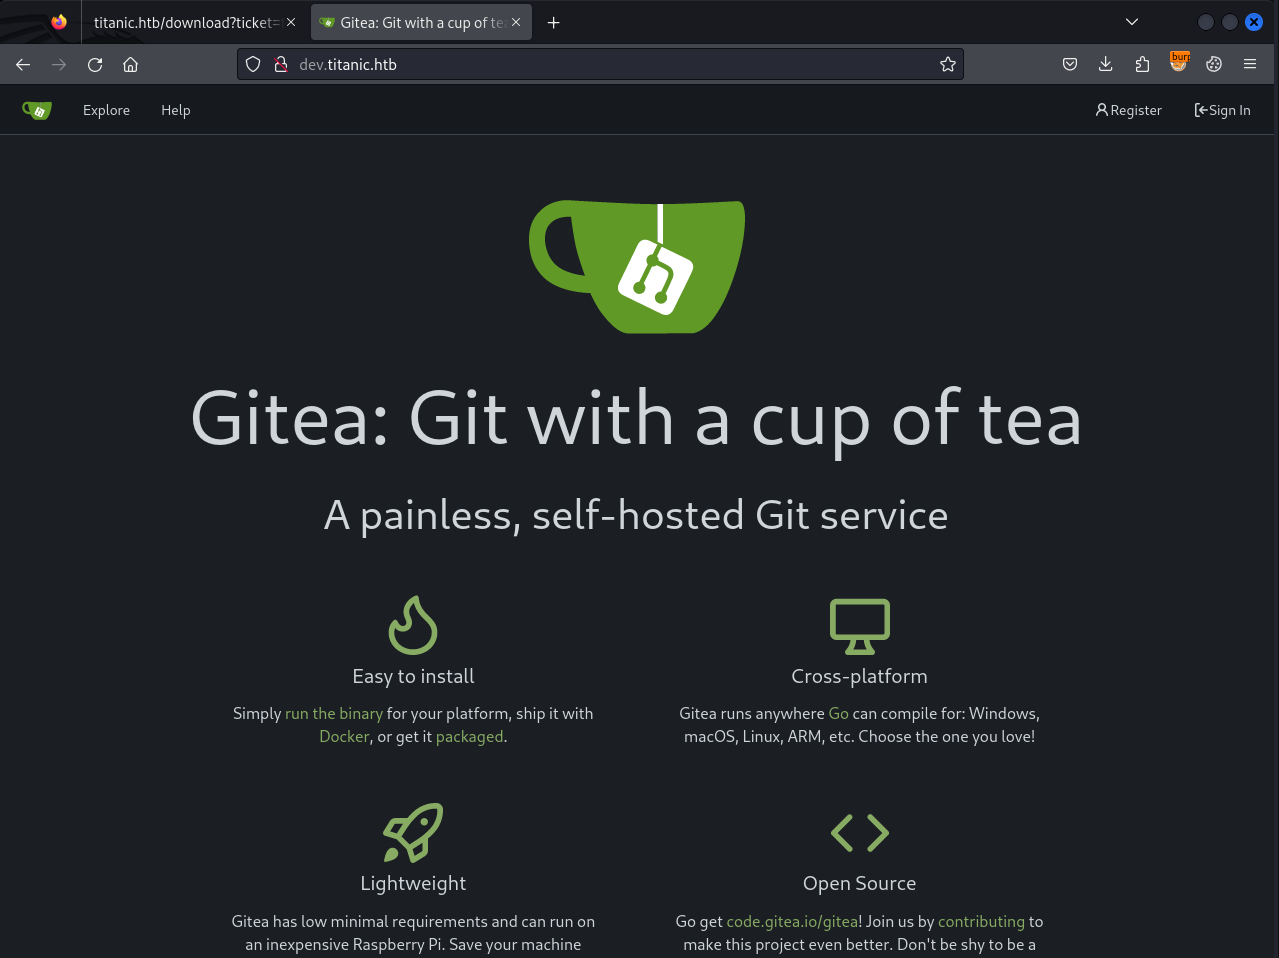 titanic.htb/download?ticket=
Gitea: Git with a cup of tea
dev.titanic.htb
burp
Explore
Help
Register
Sign In
Gitea: Git with a cup of tea
A painless, self-hosted Git service
Easy to install
Simply run the binary for your platform, ship it with
Docker, or get it packaged.
Cross-platform
Gitea runs anywhere Go can compile for: Windows,
macOS, Linux, ARM, etc. Choose the one you love!
Lightweight
Gitea has low minimal requirements and can run on
an inexpensive Raspberry Pi. Save your machine
Open Source
Go get code.gitea.io/gitea! Join us by contributing to
make this project even better. Don't be shy to be a